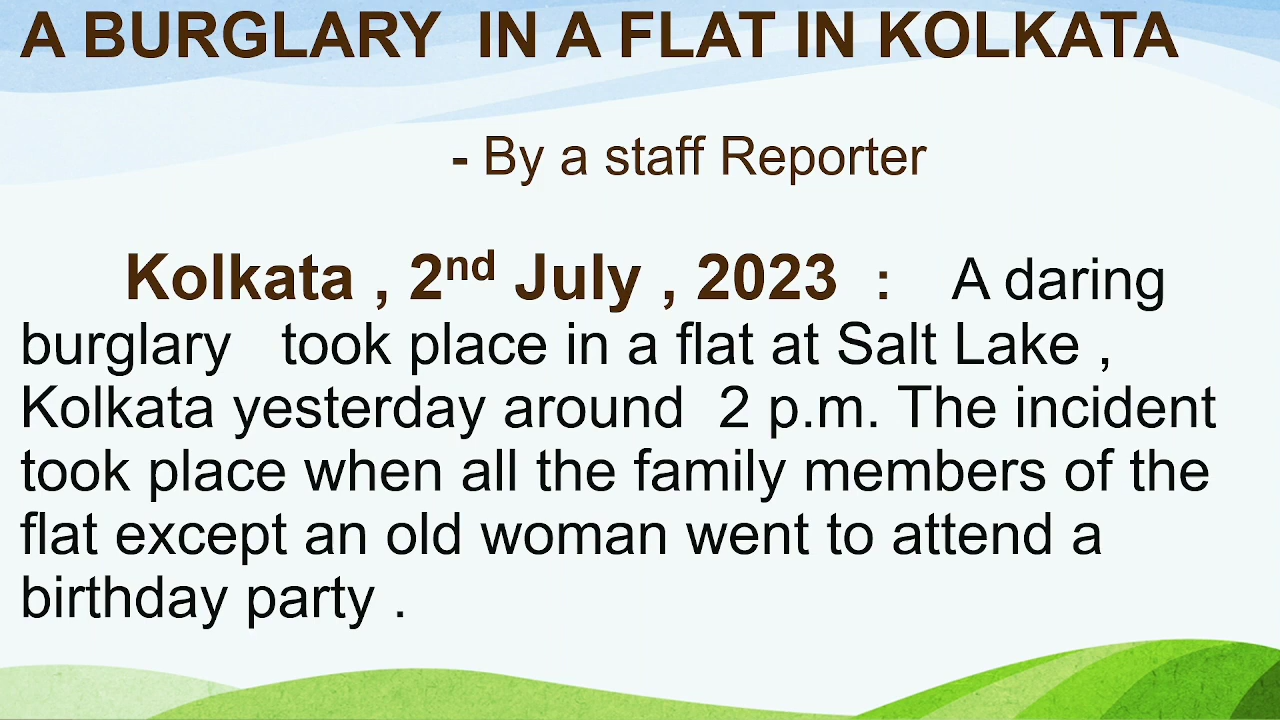 A BURGLARY IN A FLAT IN KOLKATA
- By a staff Reporter
Kolkata , 2nd July , 2023 : A daring
burglary took place in a flat at Salt Lake ,
Kolkata yesterday around 2 p.m. The incident
took place when all the family members of the
flat except an old woman went to attend a
birthday party .